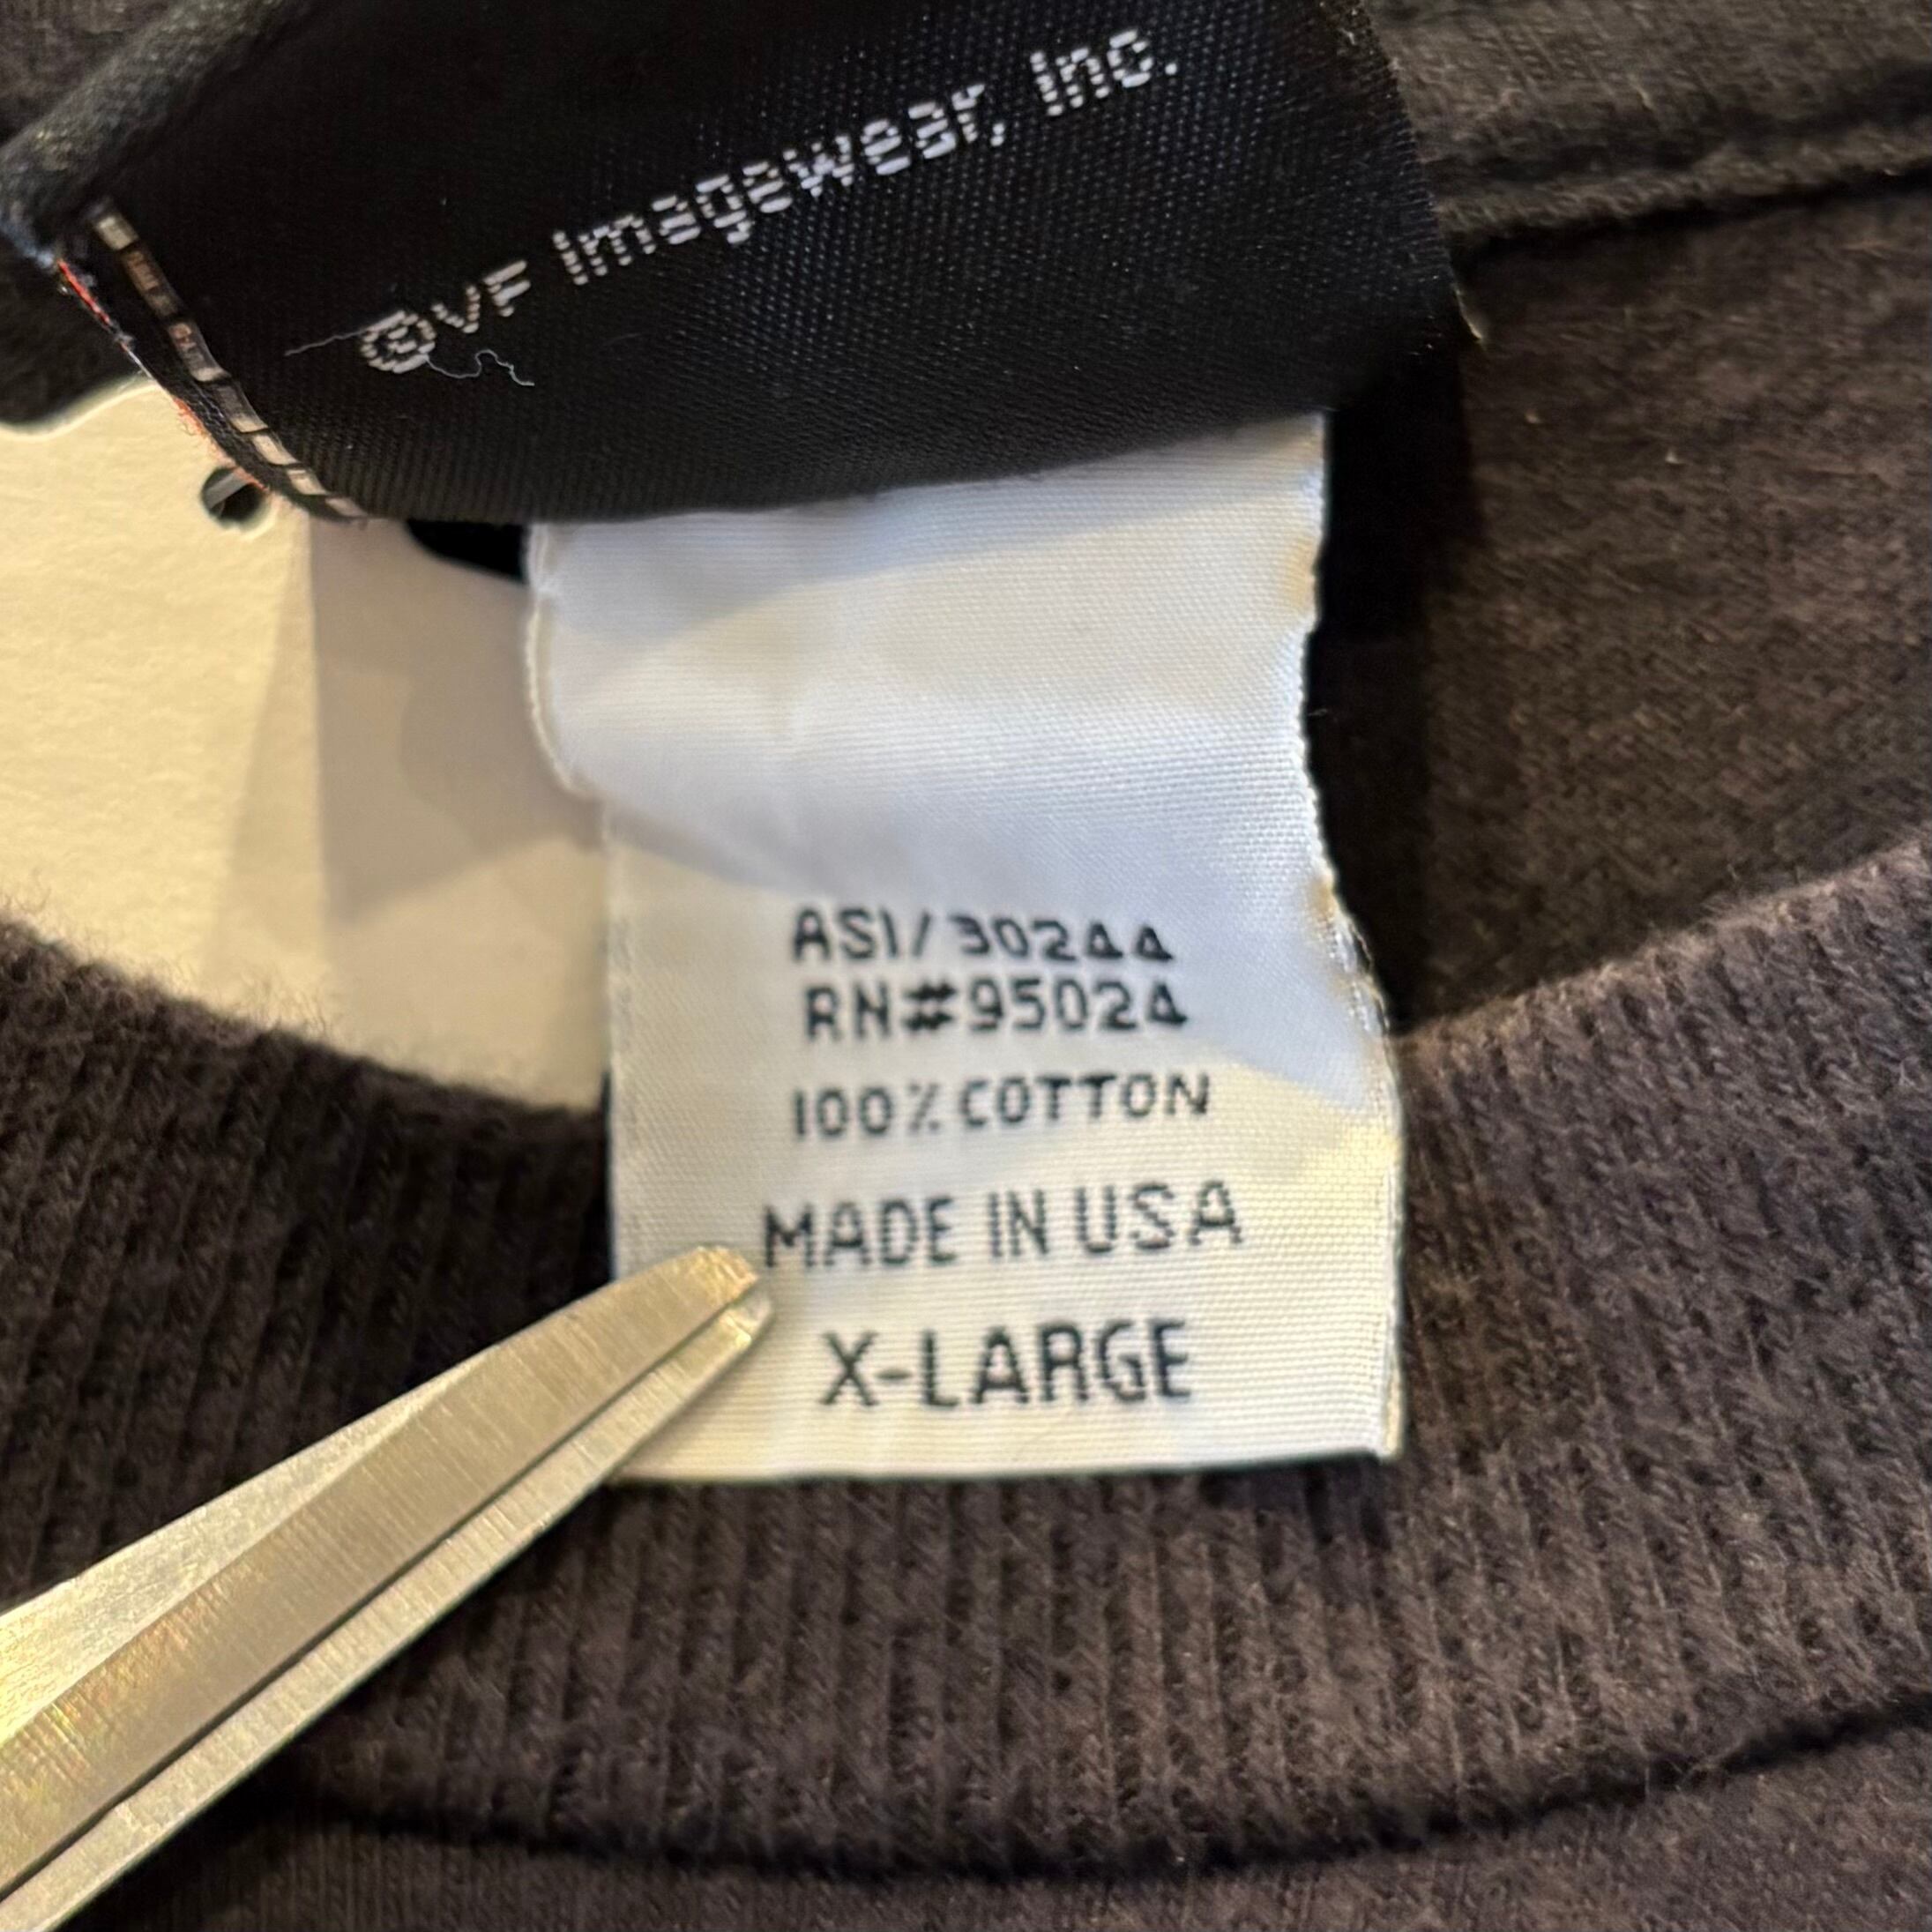 ©VF Imagewear, Inc.
ASI/30244
RN#95024
100% COTTON
MADE IN USA
X-LARGE